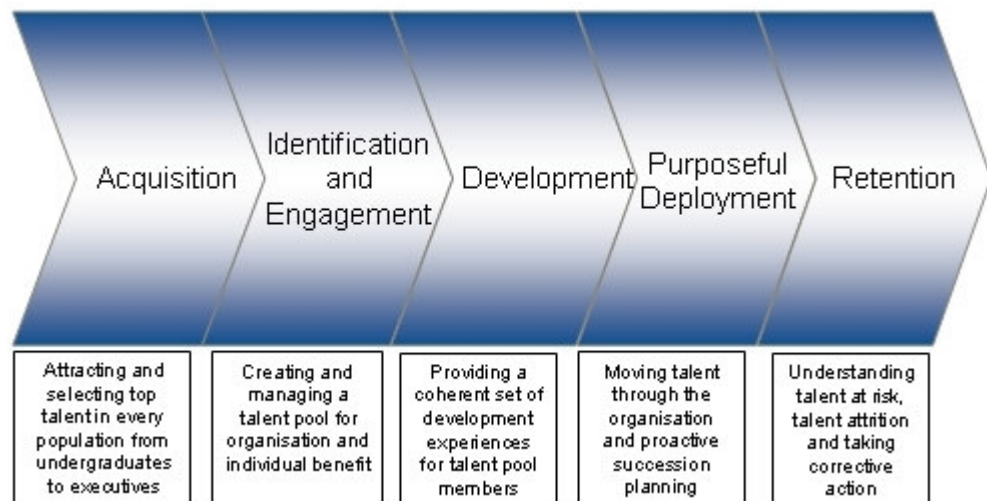 Acquisition
Identification
and
Engagement
Development
Purposeful
Deployment
Retention
Attracting and
selecting top
talent in every
population from
undergraduates
to executives
Creating and
managing a
talent pool for
organisation and
individual benefit
Providing a
coherent set of
development
experiences
for talent pool
members
Moving talent
through the
organisation
and proactive
succession
planning
Understanding
talent at risk,
talent attrition
and taking
corrective
action